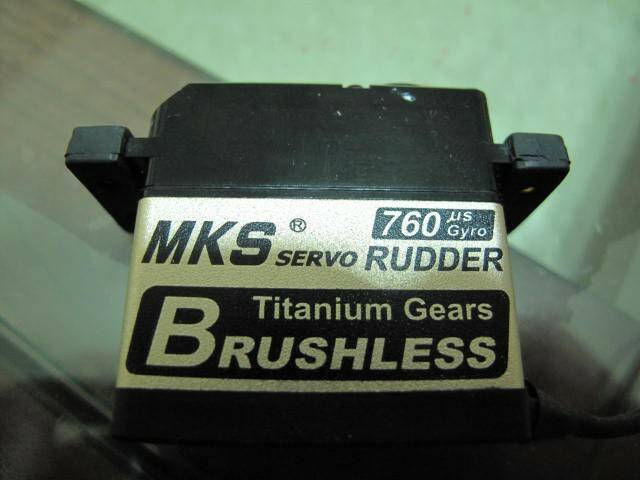 MKS® SERVO RUDDER
760 µs Gyro
Titanium Gears
BRUSHLESS